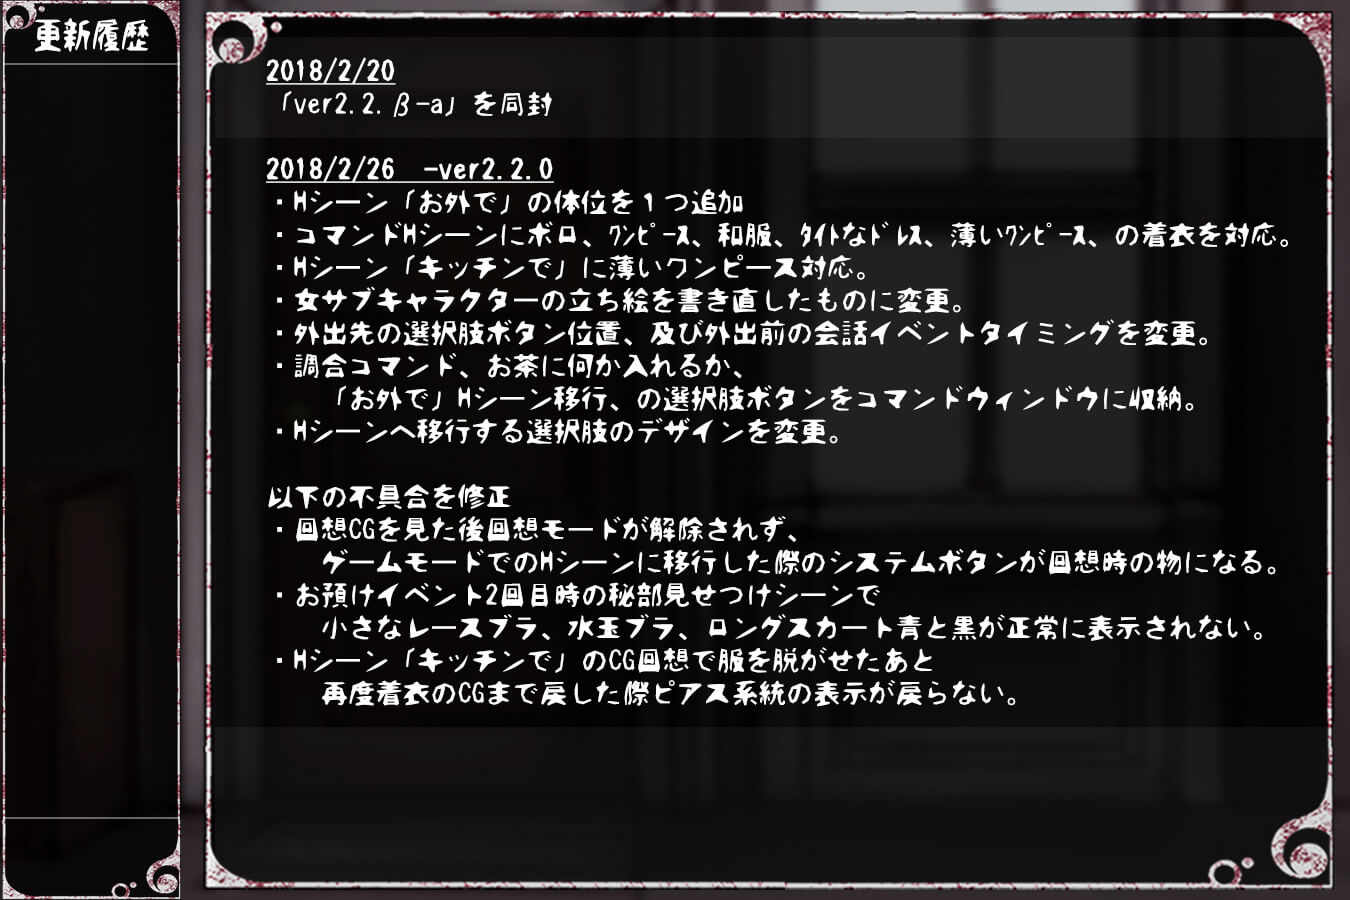 更新履歴
2018/2/20
「ver2.2.β-a」を同封
2018/2/26　-ver2.2.0
・Hシーン「お外で」の体位を１つ追加
・コマンドHシーンにボロ、ﾜﾝﾋﾟｰｽ、和服、ﾀｲﾄなﾄﾞﾚｽ、薄いﾜﾝﾋﾟｰｽ、の着衣を対応。
・Hシーン「キッチンで」に薄いワンピース対応。
・女サブキャラクターの立ち絵を書き直したものに変更。
・外出先の選択肢ボタン位置、及び外出前の会話イベントタイミングを変更。
・調合コマンド、お茶に何か入れるか、
「お外で」Hシーン移行、の選択肢ボタンをコマンドウィンドウに収納。
・Hシーンへ移行する選択肢のデザインを変更。
以下の不具合を修正
・回想CGを見た後回想モードが解除されず、
ゲームモードでのHシーンに移行した際のシステムボタンが回想時の物になる。
・お預けイベント2回目時の秘部見せつけシーンで
小さなレースブラ、水玉ブラ、ロングスカート青と黒が正常に表示されない。
・Hシーン「キッチンで」のCG回想で服を脱がせたあと
再度着衣のCGまで戻した際ピアス系統の表示が戻らない。